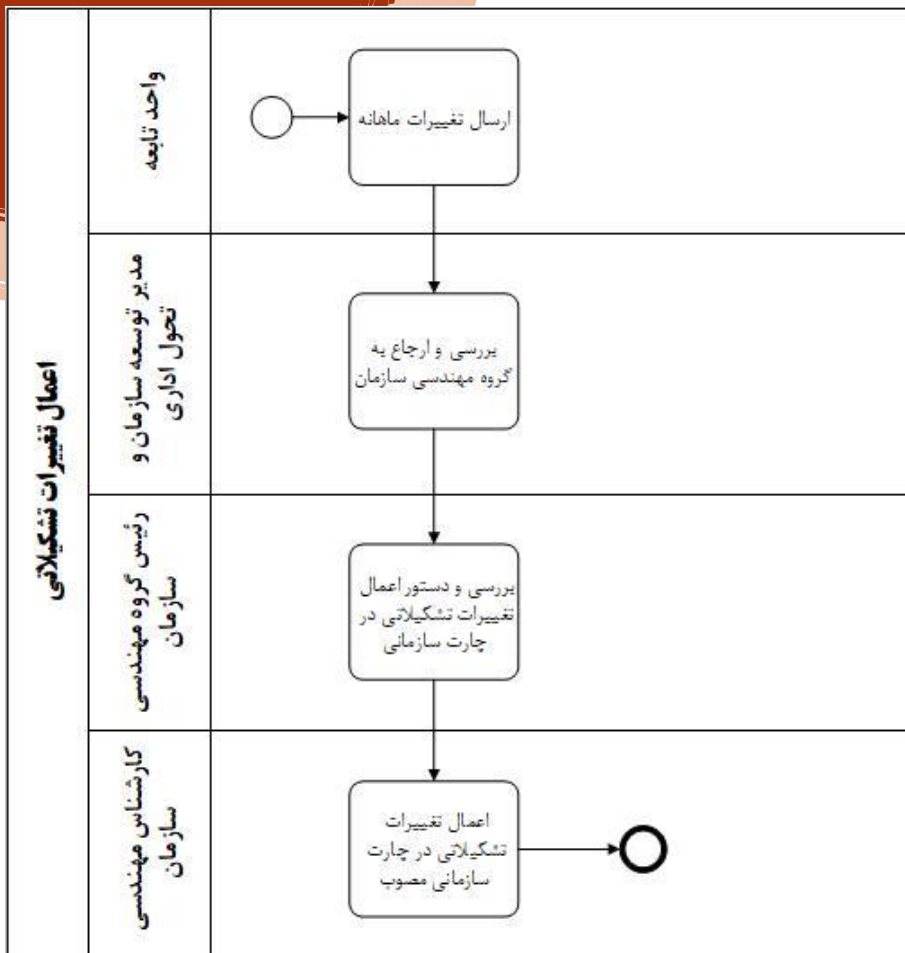 اعمال تغییرات تشکیلاتی
واحد تابعه
ارسال تغییرات ماهانه
مدیر توسعه سازمان و
تحول اداری
بررسی و ارجاع به
گروه مهندسی سازمان
رئیس گروه مهندسی
سازمان
بررسی و دستور اعمال
تغییرات تشکیلاتی در
چارت سازمانی
کارشناس مهندسی
سازمان
اعمال تغییرات
تشکیلاتی در چارت
سازمانی مصوب